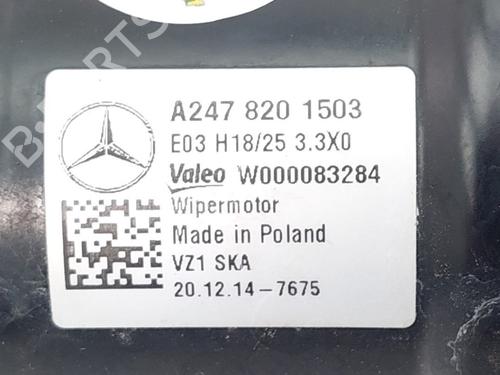 A247 820 1503
E03 H18/25 3.3X0
Valeo W000083284
Wipermotor
Made in Poland
VZ1 SKA
20.12.14-7675